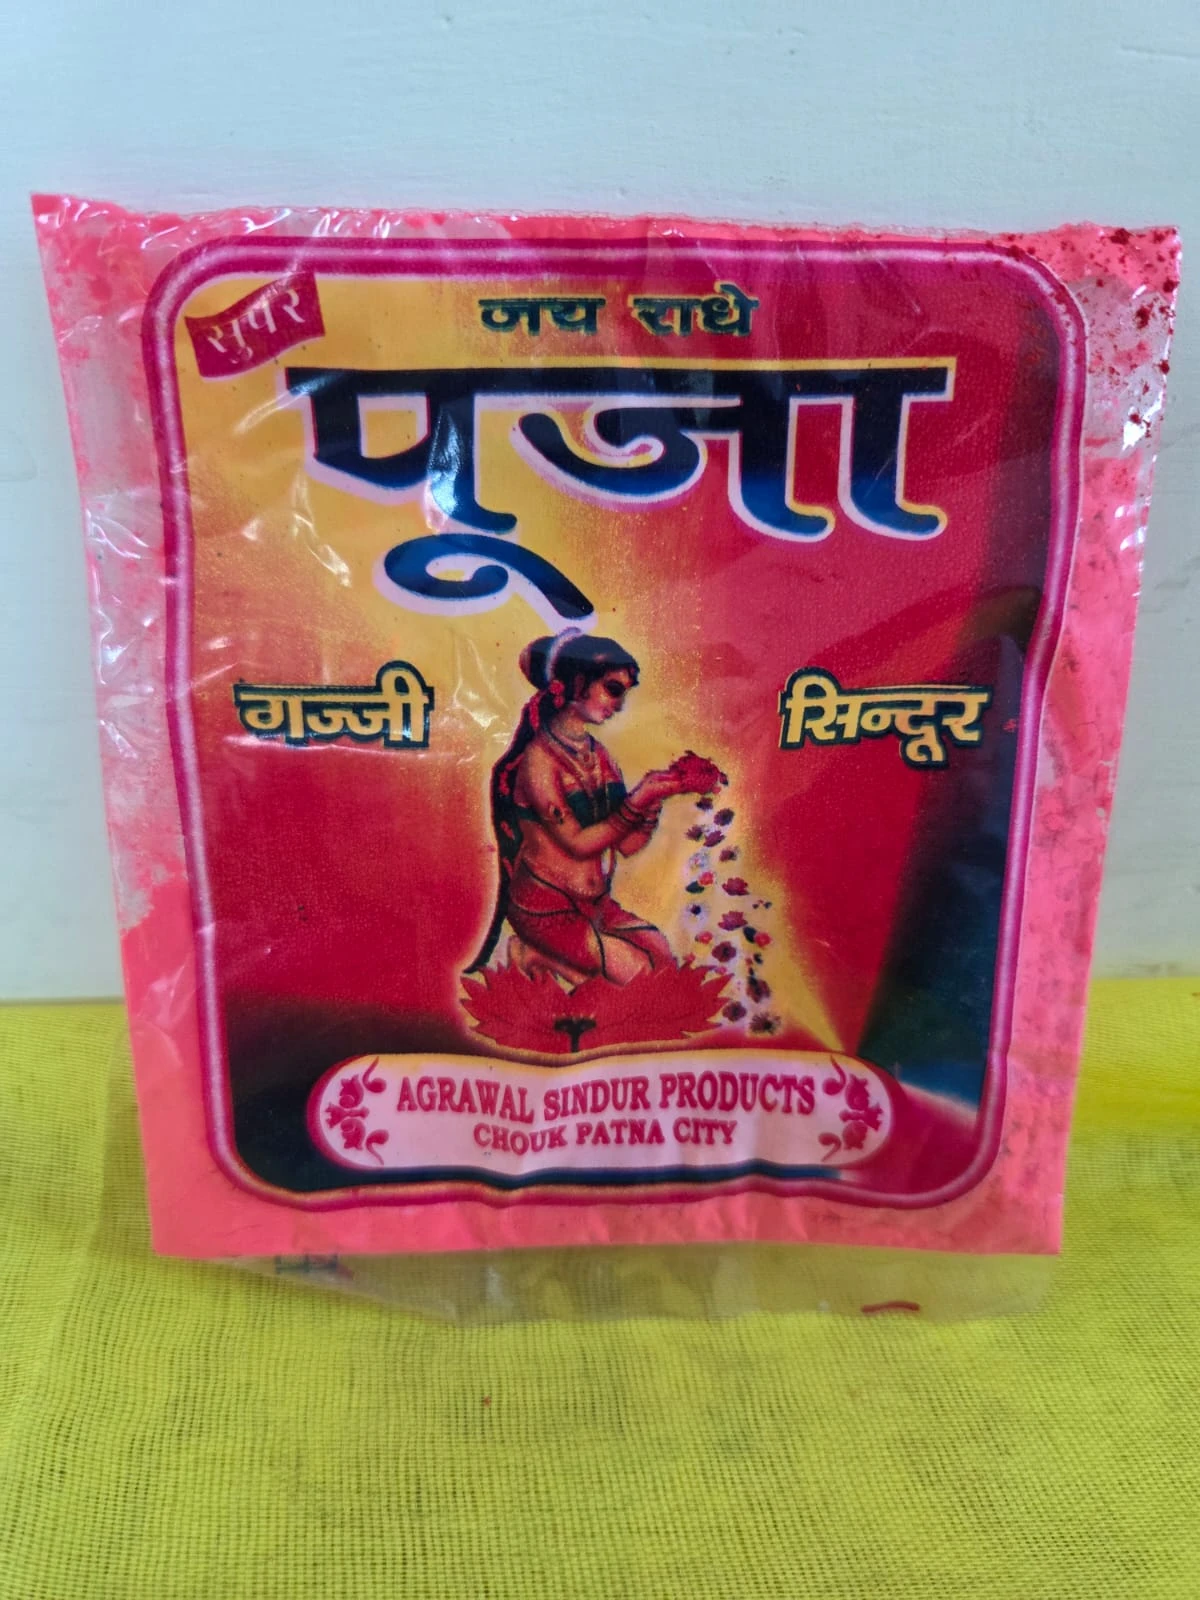 सुपर
जय राधे
पूजा
गज्जी
सिन्दूर
AGRAWAL SINDUR PRODUCTS
CHOUK PATNA CITY